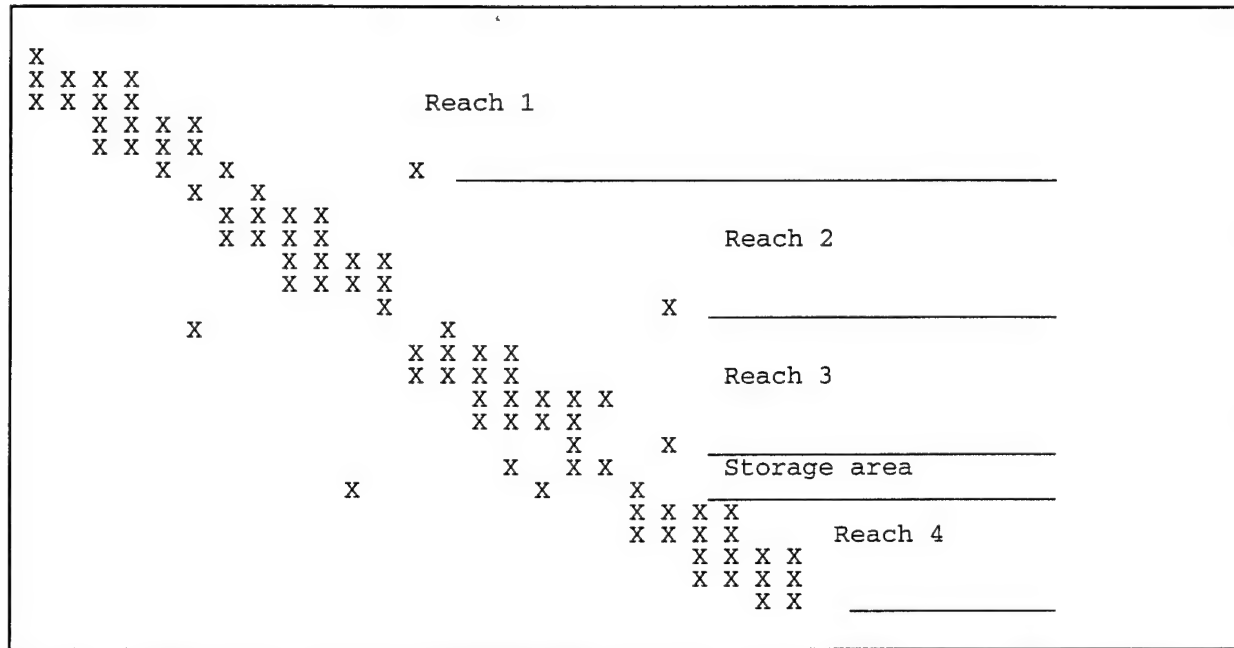 X
X X X X
X X X X Reach 1
X X X X
X X X X
X X X
X X
X X X X
X X X X Reach 2
X X X X
X X X X
X X
X X
X X X X
X X X X Reach 3
X X X X X
X X X X
X X
X X X Storage area
X X X
X X X X
X X X X Reach 4
X X X X
X X X X
X X